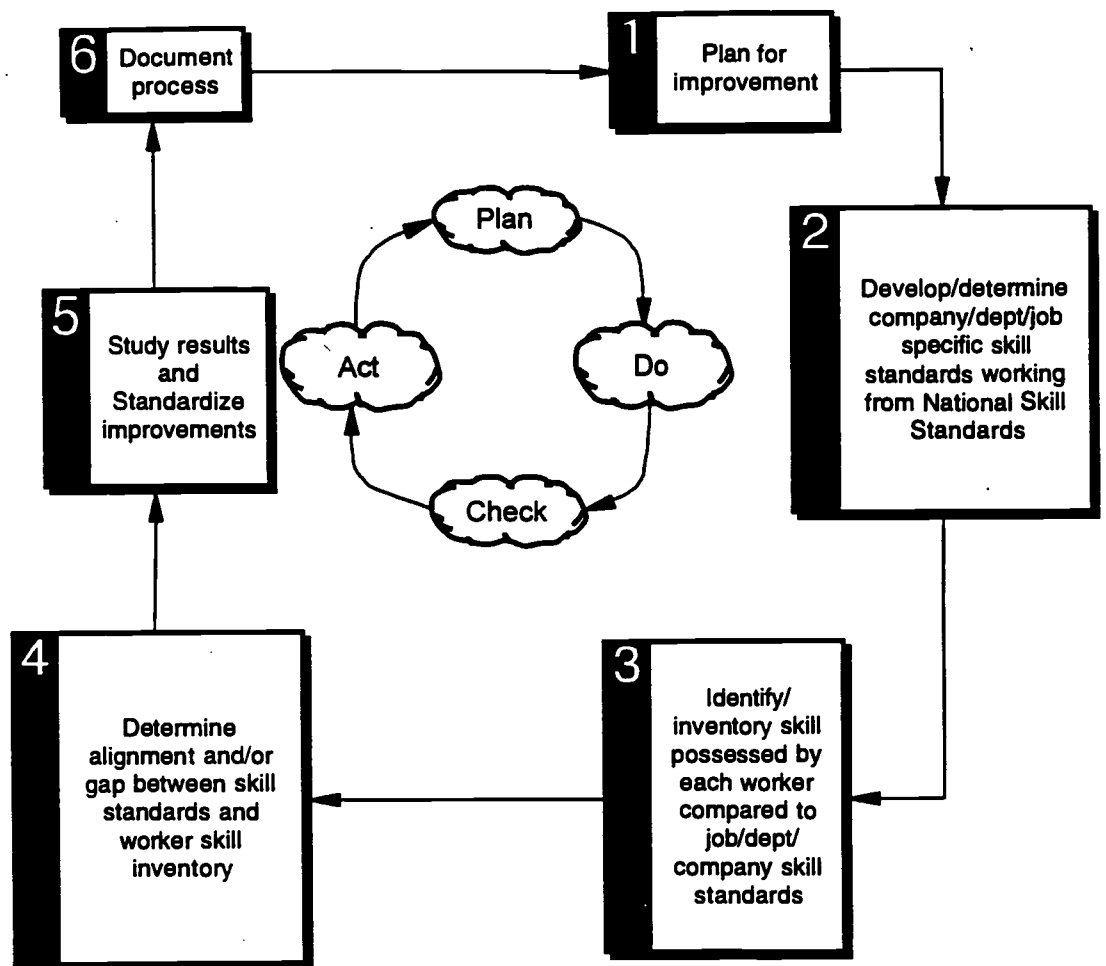 6
Document
process
1
Plan for
improvement
2
Develop/determine
company/dept/job
specific skill
standards working
from National Skill
Standards
3
Identify/
inventory skill
possessed by
each worker
compared to
job/dept/
company skill
standards
4
Determine
alignment and/or
gap between skill
standards and
worker skill
inventory
5
Study results
and
Standardize
improvements
Plan
Do
Check
Act